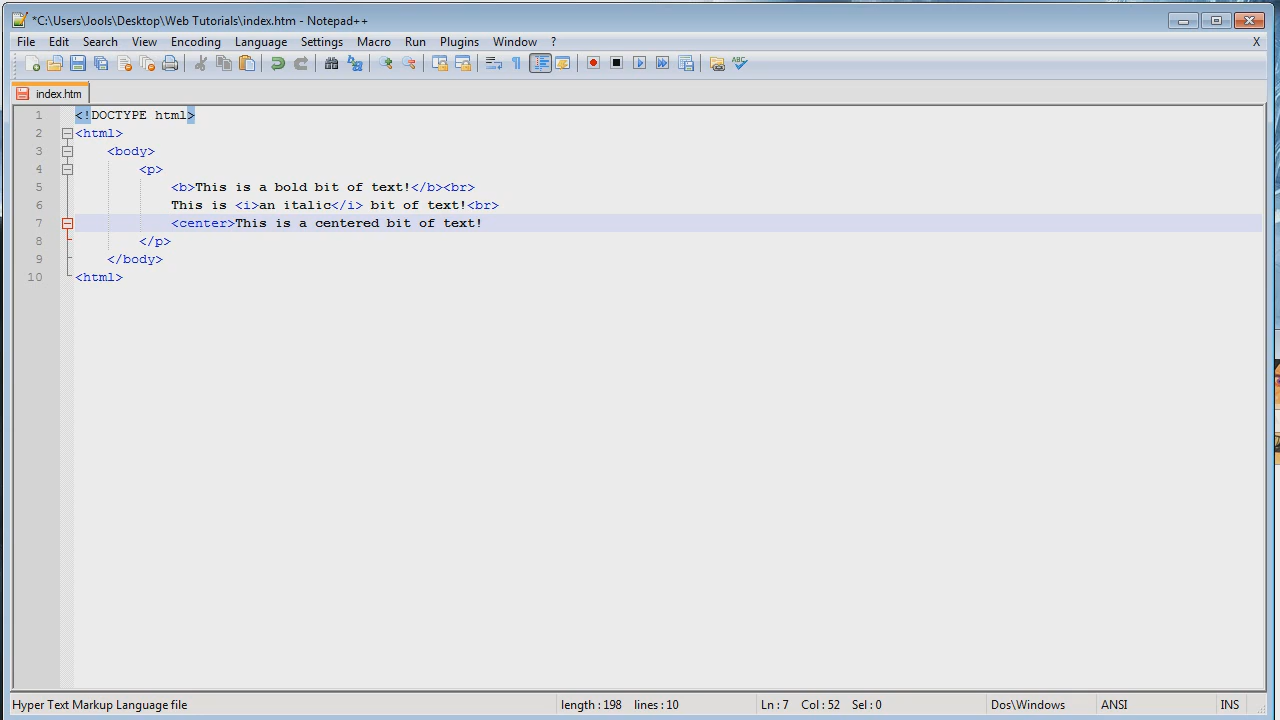 *C:\Users\Jools\Desktop\Web Tutorials\index.htm - Notepad++
File Edit Search View Encoding Language Settings Macro Run Plugins Window ? X
ABC
index.htm
1 <!DOCTYPE html>
2 <html>
3 <body>
4 <p>
5 <b>This is a bold bit of text!</b><br>
6 This is <i>an italic</i> bit of text!<br>
7 <center>This is a centered bit of text!
8 </p>
9 </body>
10 <html>
Hyper Text Markup Language file length : 198 lines : 10 Ln : 7 Col : 52 Sel : 0 Dos\Windows ANSI INS